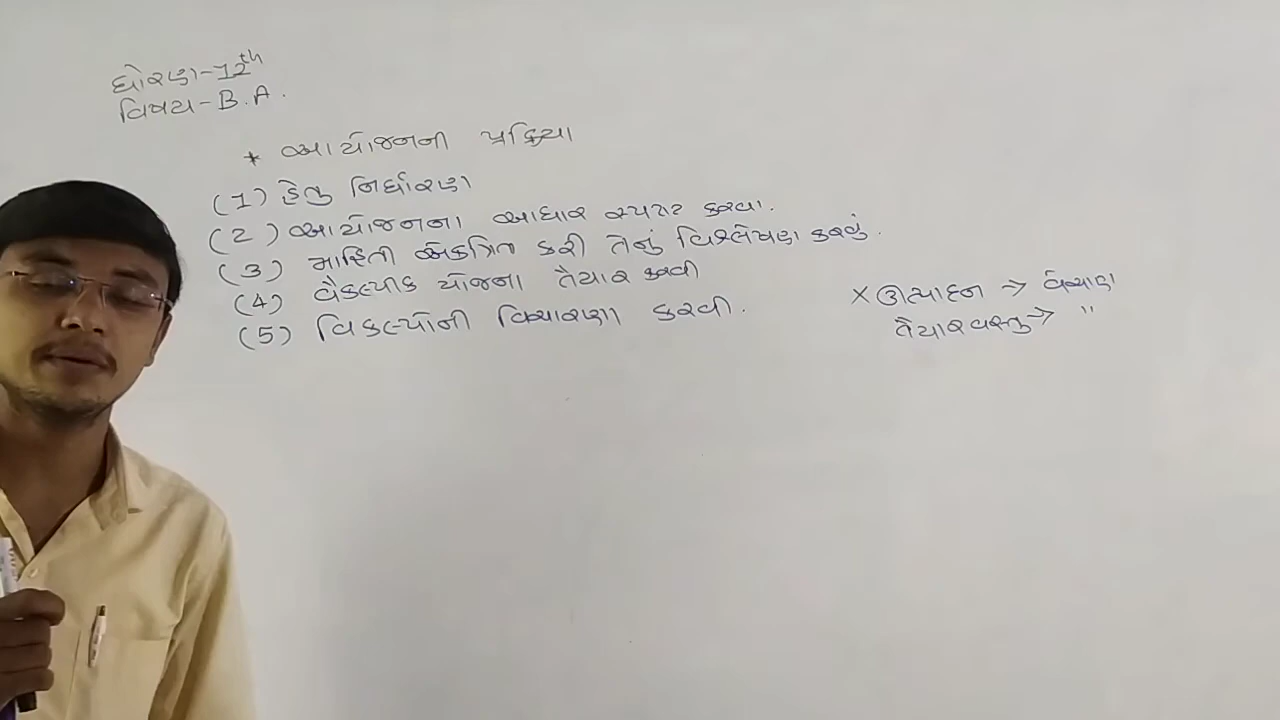 ધોરણ-12th
વિષય-B.A.
* આયોજનની પ્રક્રિયા
(1) હેતુ નિર્ધારણ
(2) આયોજનના આધાર સ્પષ્ટ કરવા.
(3) માહિતી એકત્રિત કરી તેનું વિશ્લેષણ કરવું.
(4) વૈકલ્પીક યોજના તૈયાર કરવી
(5) વિકલ્પોની વિચારણા કરવી.
× ઉત્પાદન → વેચાણ
તૈયાર વસ્તુ → "